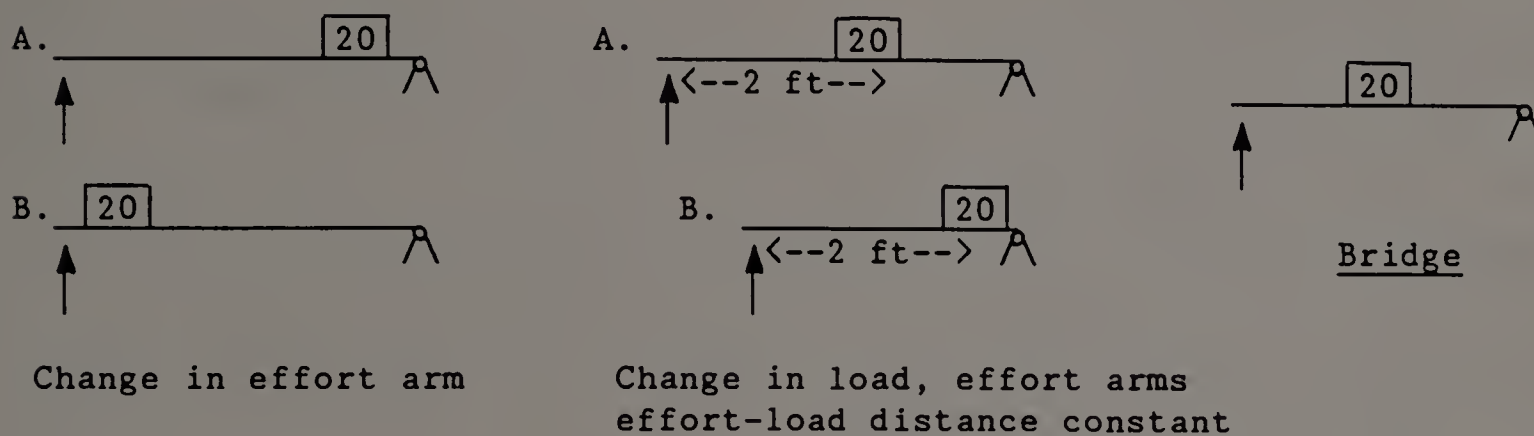 A.
20
B.
20
Change in effort arm
A.
20
<--2 ft-->
B.
20
<--2 ft-->
Change in load, effort arms
effort-load distance constant
20
Bridge